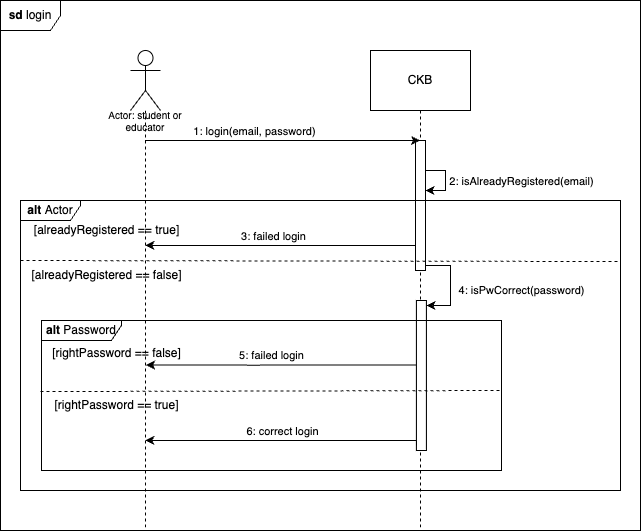 sd login
CKB
Actor: student or
educator
1: login(email, password)
2: isAlreadyRegistered(email)
alt Actor
[alreadyRegistered == true]
3: failed login
[alreadyRegistered == false]
4: isPwCorrect(password)
alt Password
[rightPassword == false]
5: failed login
[rightPassword == true]
6: correct login